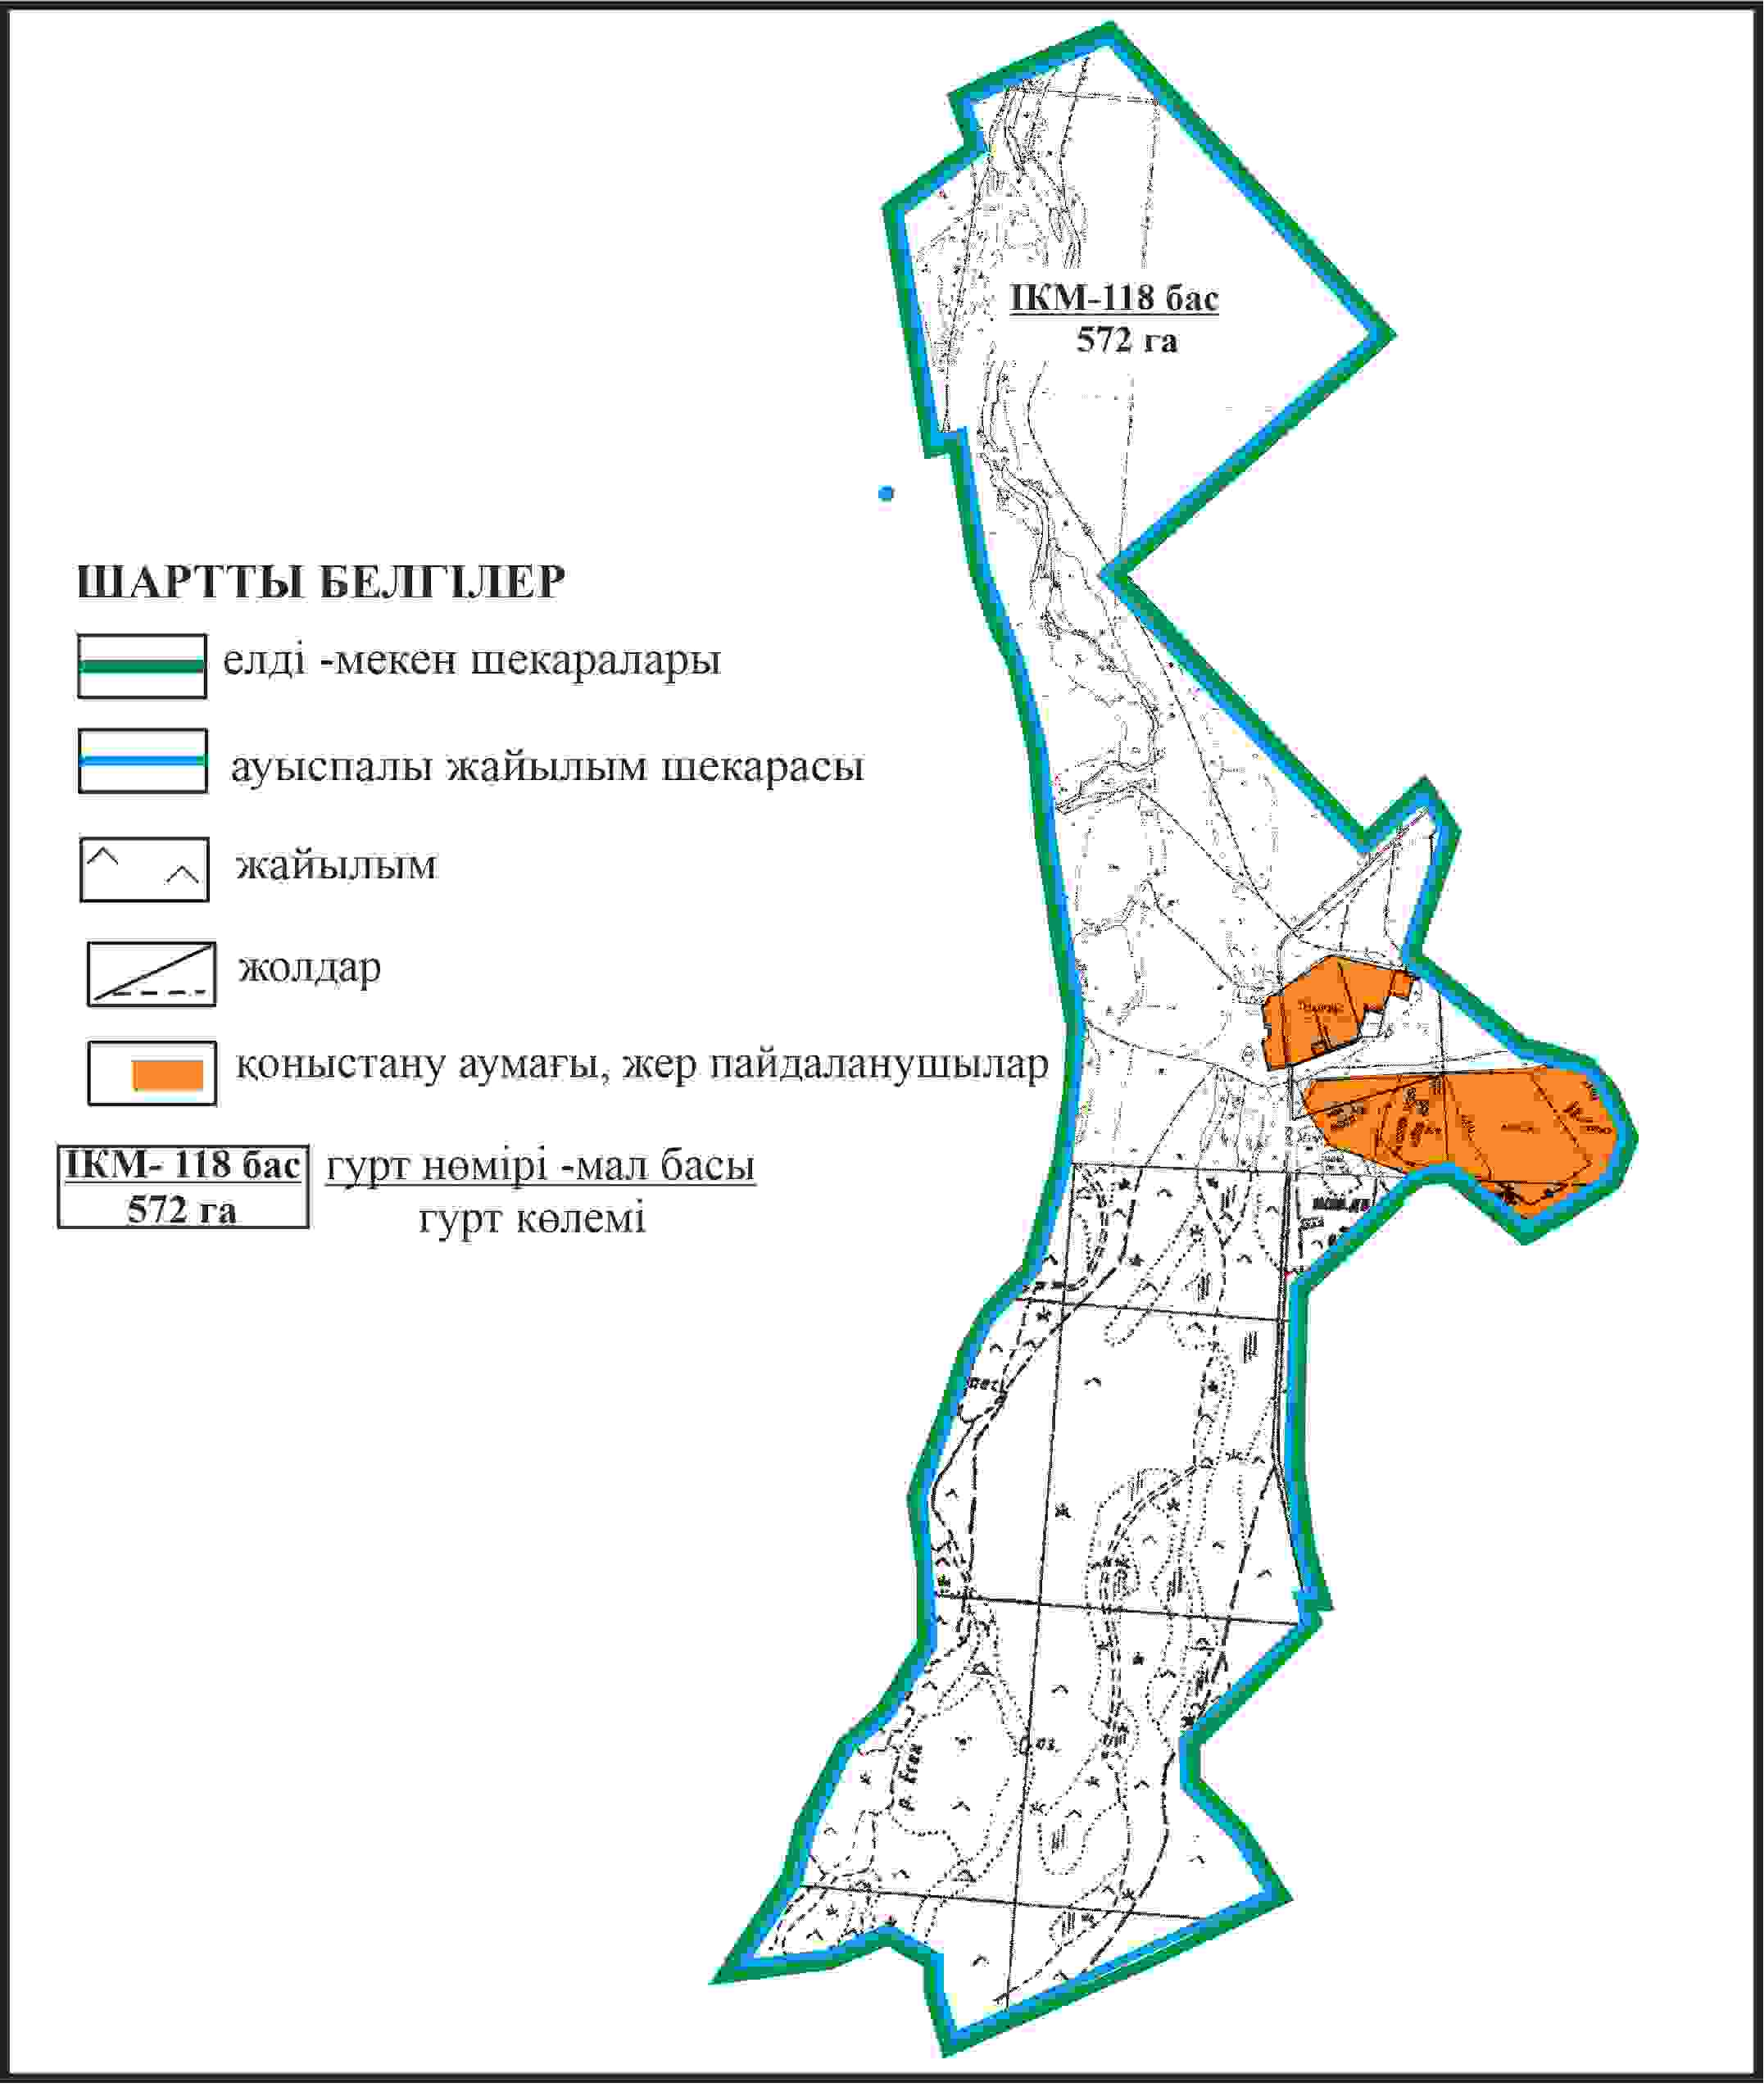 ІКМ-118 бас
572 га
ШАРТТЫ БЕЛГІЛЕР
елді -мекен шекаралары
ауыспалы жайылым шекарасы
жайылым
жолдар
қоныстану аумағы, жер пайдаланушылар
ІКМ- 118 бас
572 га
гурт нөмірі -мал басы
гурт көлемі